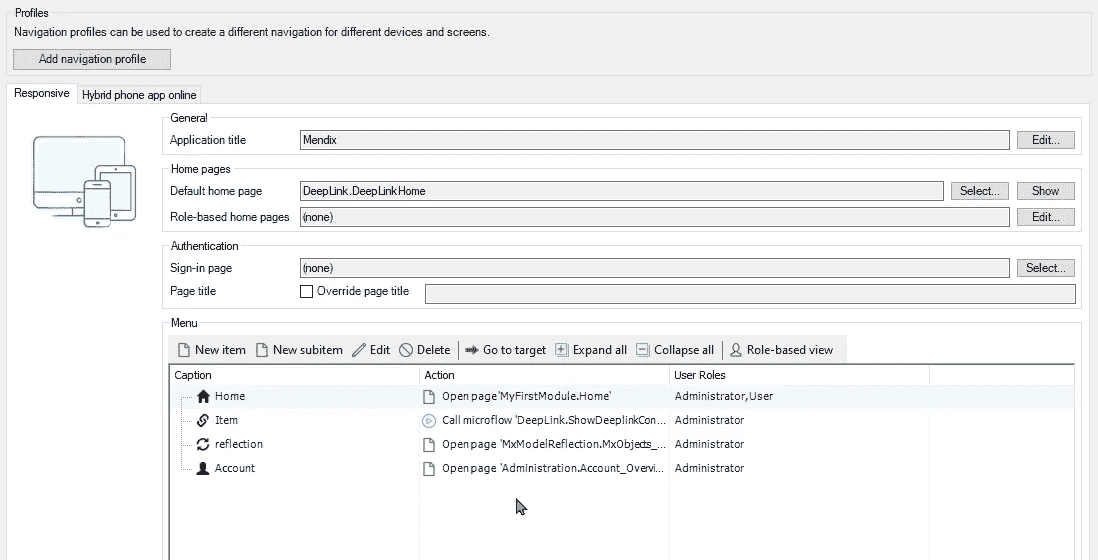 Profiles
Navigation profiles can be used to create a different navigation for different devices and screens.
Add navigation profile
Responsive Hybrid phone app online
General
Application title Mendix Edit...
Home pages
Default home page DeepLink.DeepLinkHome Select... Show
Role-based home pages (none) Edit...
Authentication
Sign-in page (none) Select...
Page title Override page title
Menu
New item New subitem Edit Delete Go to target Expand all Collapse all Role-based view
Caption Action User Roles
Home Open page 'MyFirstModule.Home' Administrator,User
Item Call microflow 'DeepLink.ShowDeeplinkCon... Administrator
reflection Open page 'MxModelReflection.MxObjects_... Administrator
Account Open page 'Administration.Account_Overvi... Administrator